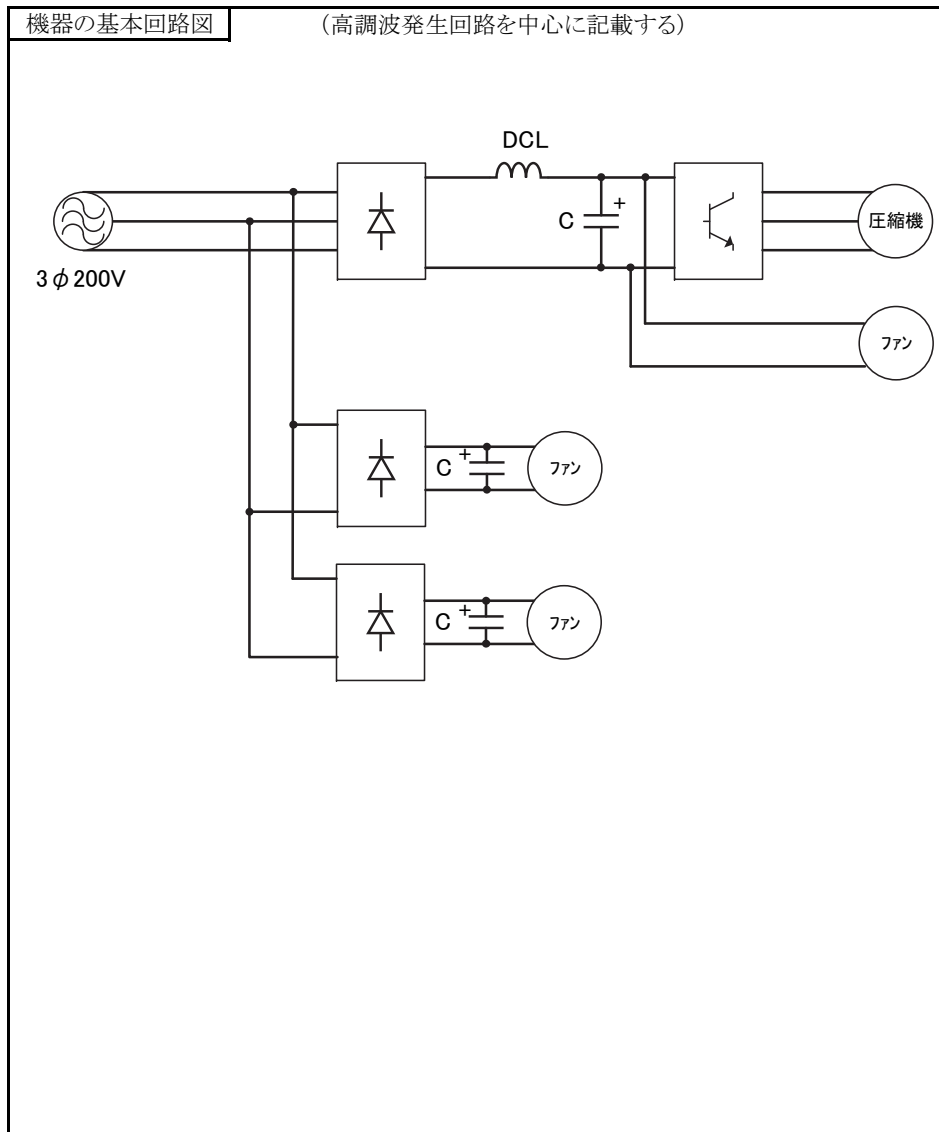 機器の基本回路図
(高調波発生回路を中心に記載する)
DCL
C +
圧縮機
3φ200V
ファン
C + ファン
C + ファン